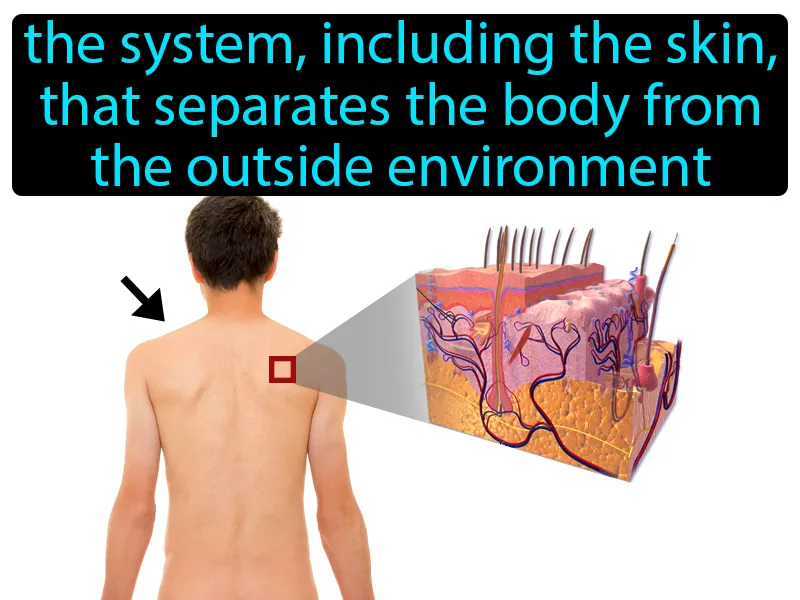 the system, including the skin,
that separates the body from
the outside environment